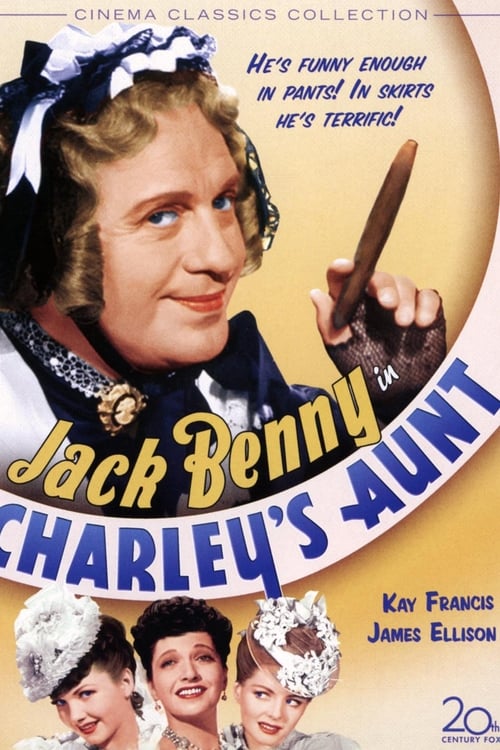 CINEMA CLASSICS COLLECTION
HE'S FUNNY ENOUGH
IN PANTS! IN SKIRTS
HE'S TERRIFIC!
Jack Benny in
CHARLEY'S AUNT
KAY FRANCIS
JAMES ELLISON
20th
CENTURY FOX